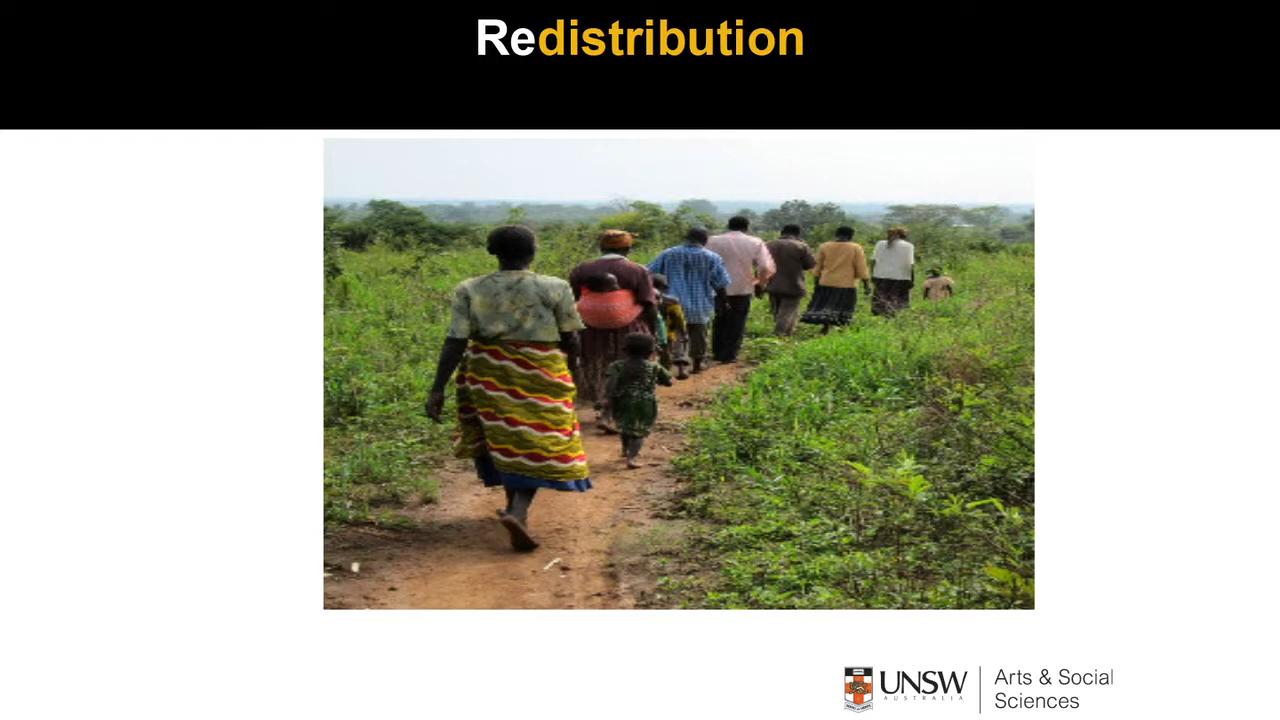 Redistribution
UNSW
AUSTRALIA
Arts & Social
Sciences